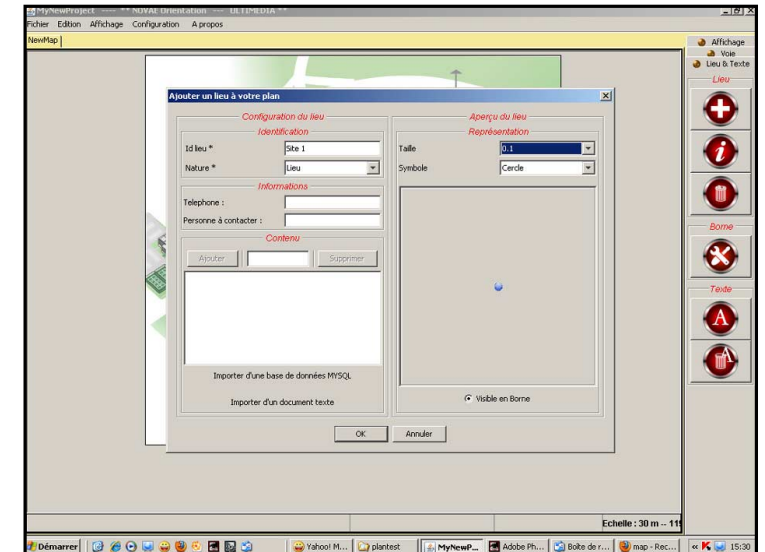 MyNewProject ---- ** NOVAE Orientation --- ULTIMEDIA **
Fichier Edition Affichage Configuration A propos
NewMap
Affichage
Voie
Lieu & Texte
Lieu
Ajouter un lieu à votre plan
Configuration du lieu
Identification
Id lieu * Site 1
Nature * Lieu
Informations
Telephone :
Personne à contacter :
Contenu
Ajouter Supprimer
Importer d'une base de données MYSQL
Importer d'un document texte
Aperçu du lieu
Représentation
Taille 0.1
Symbole Cercle
Visible en Borne
OK Annuler
Borne
Texte
A
A
Echelle : 30 m -- 119
Démarrer Yahoo! M... plantest MyNewP... Adobe Ph... Boîte de r... map - Rec... 15:30